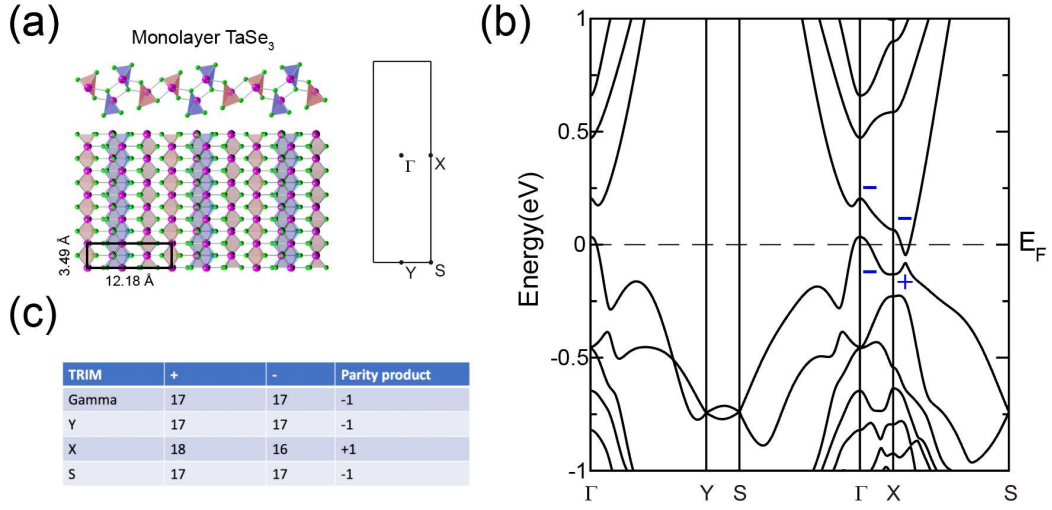 (a)
Monolayer TaSe₃
Γ
X
Y
S
3.49 Å
12.18 Å
(b)
Energy(eV)
1
0.5
0
-0.5
-1
−
−
−
+
E_F
Γ
Y
S
Γ
X
S
(c)
TRIM + - Parity product
Gamma 17 17 -1
Y 17 17 -1
X 18 16 +1
S 17 17 -1